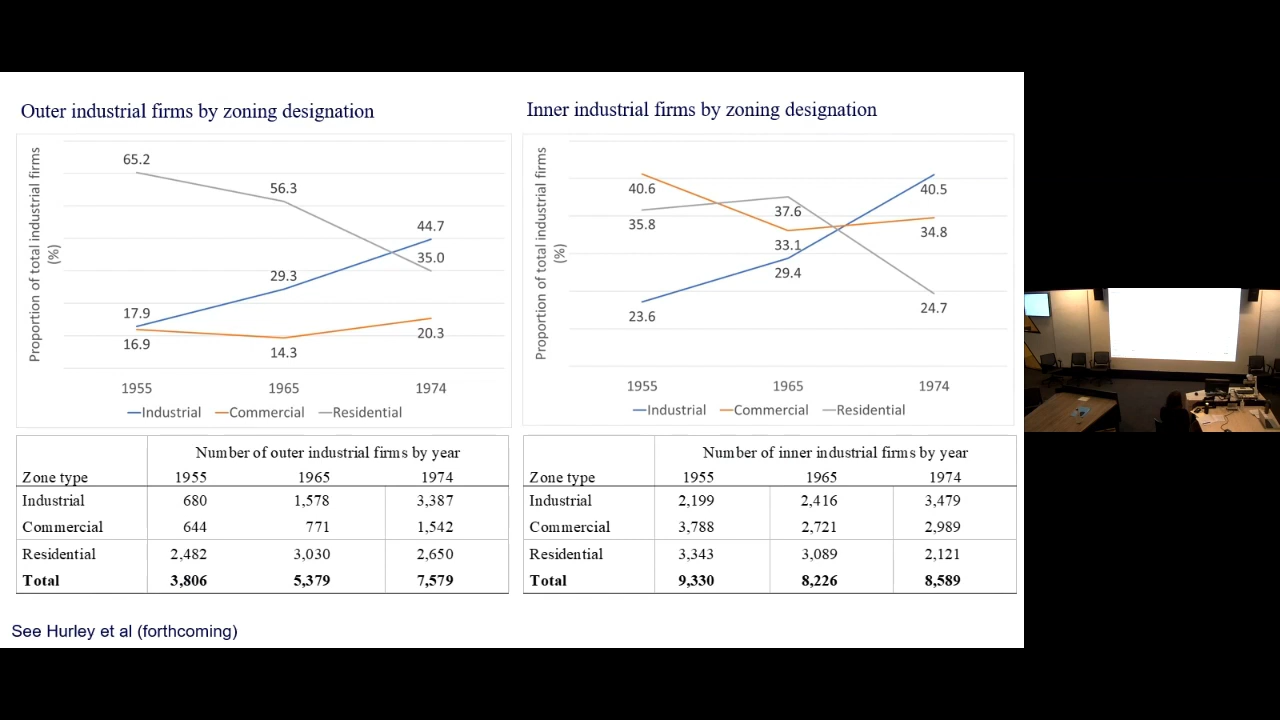 Outer industrial firms by zoning designation
Proportion of total industrial firms
(%)
65.2
56.3
44.7
35.0
29.3
17.9
16.9
14.3
20.3
1955 1965 1974
Industrial Commercial Residential
Number of outer industrial firms by year
Zone type 1955 1965 1974
Industrial 680 1,578 3,387
Commercial 644 771 1,542
Residential 2,482 3,030 2,650
Total 3,806 5,379 7,579
Inner industrial firms by zoning designation
Proportion of total industrial firms
(%)
40.6
35.8
37.6
40.5
34.8
33.1
29.4
23.6
24.7
1955 1965 1974
Industrial Commercial Residential
Number of inner industrial firms by year
Zone type 1955 1965 1974
Industrial 2,199 2,416 3,479
Commercial 3,788 2,721 2,989
Residential 3,343 3,089 2,121
Total 9,330 8,226 8,589
See Hurley et al (forthcoming)